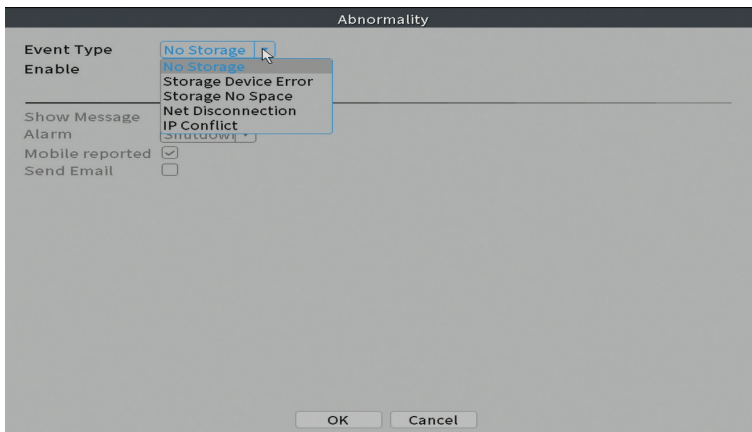 Abnormality
Event Type No Storage
Enable No Storage
Storage Device Error
Storage No Space
Net Disconnection
Show Message IP Conflict
Alarm
Mobile reported
Send Email
OK Cancel